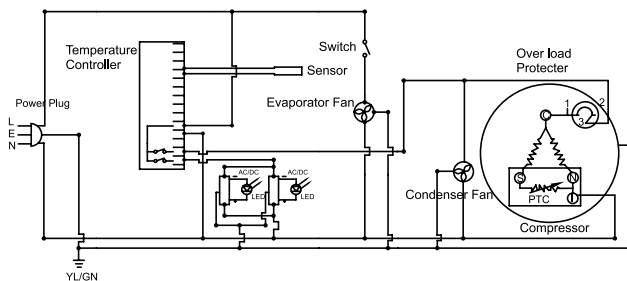 Temperature
Controller
Switch
Over load
Protecter
Sensor
Power Plug
Evaporator Fan
1
2
3
L
E
N
C
AC/DC
AC/DC
LED
LED
S
N
PTC
Condenser Fan
Compressor
YL/GN